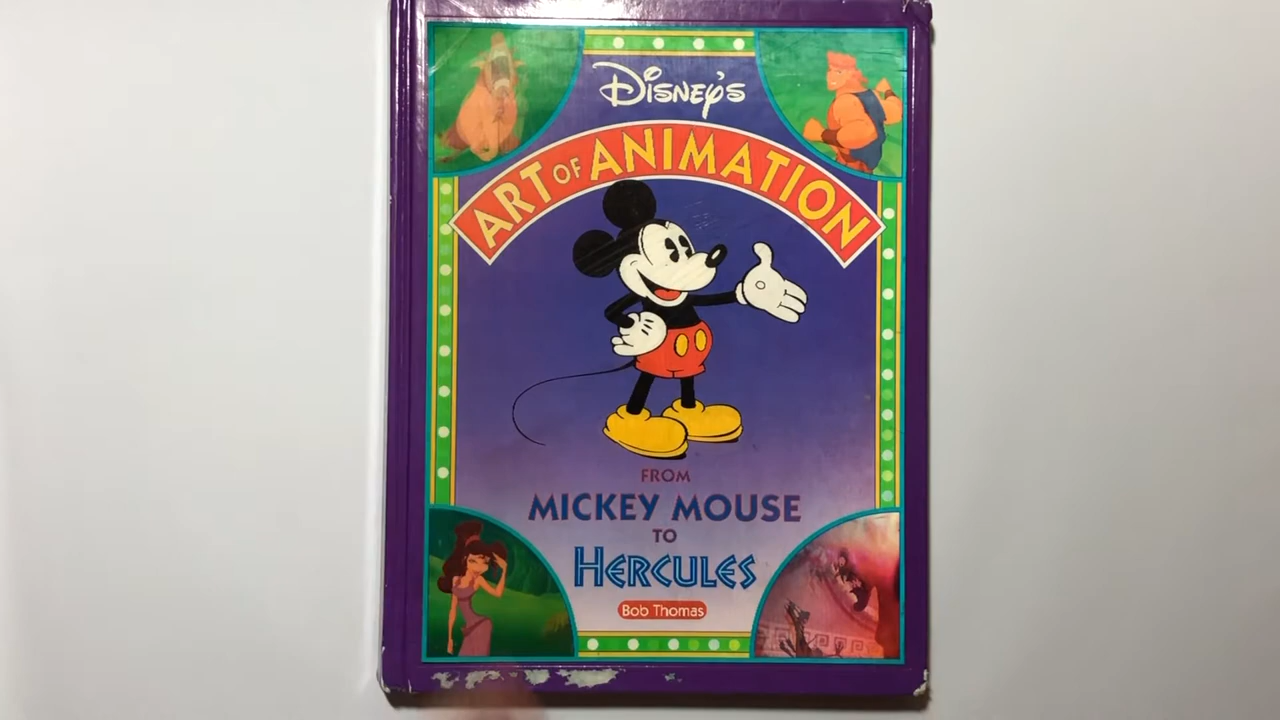 Disney's
ART OF ANIMATION
FROM
MICKEY MOUSE
TO
HERCULES
Bob Thomas